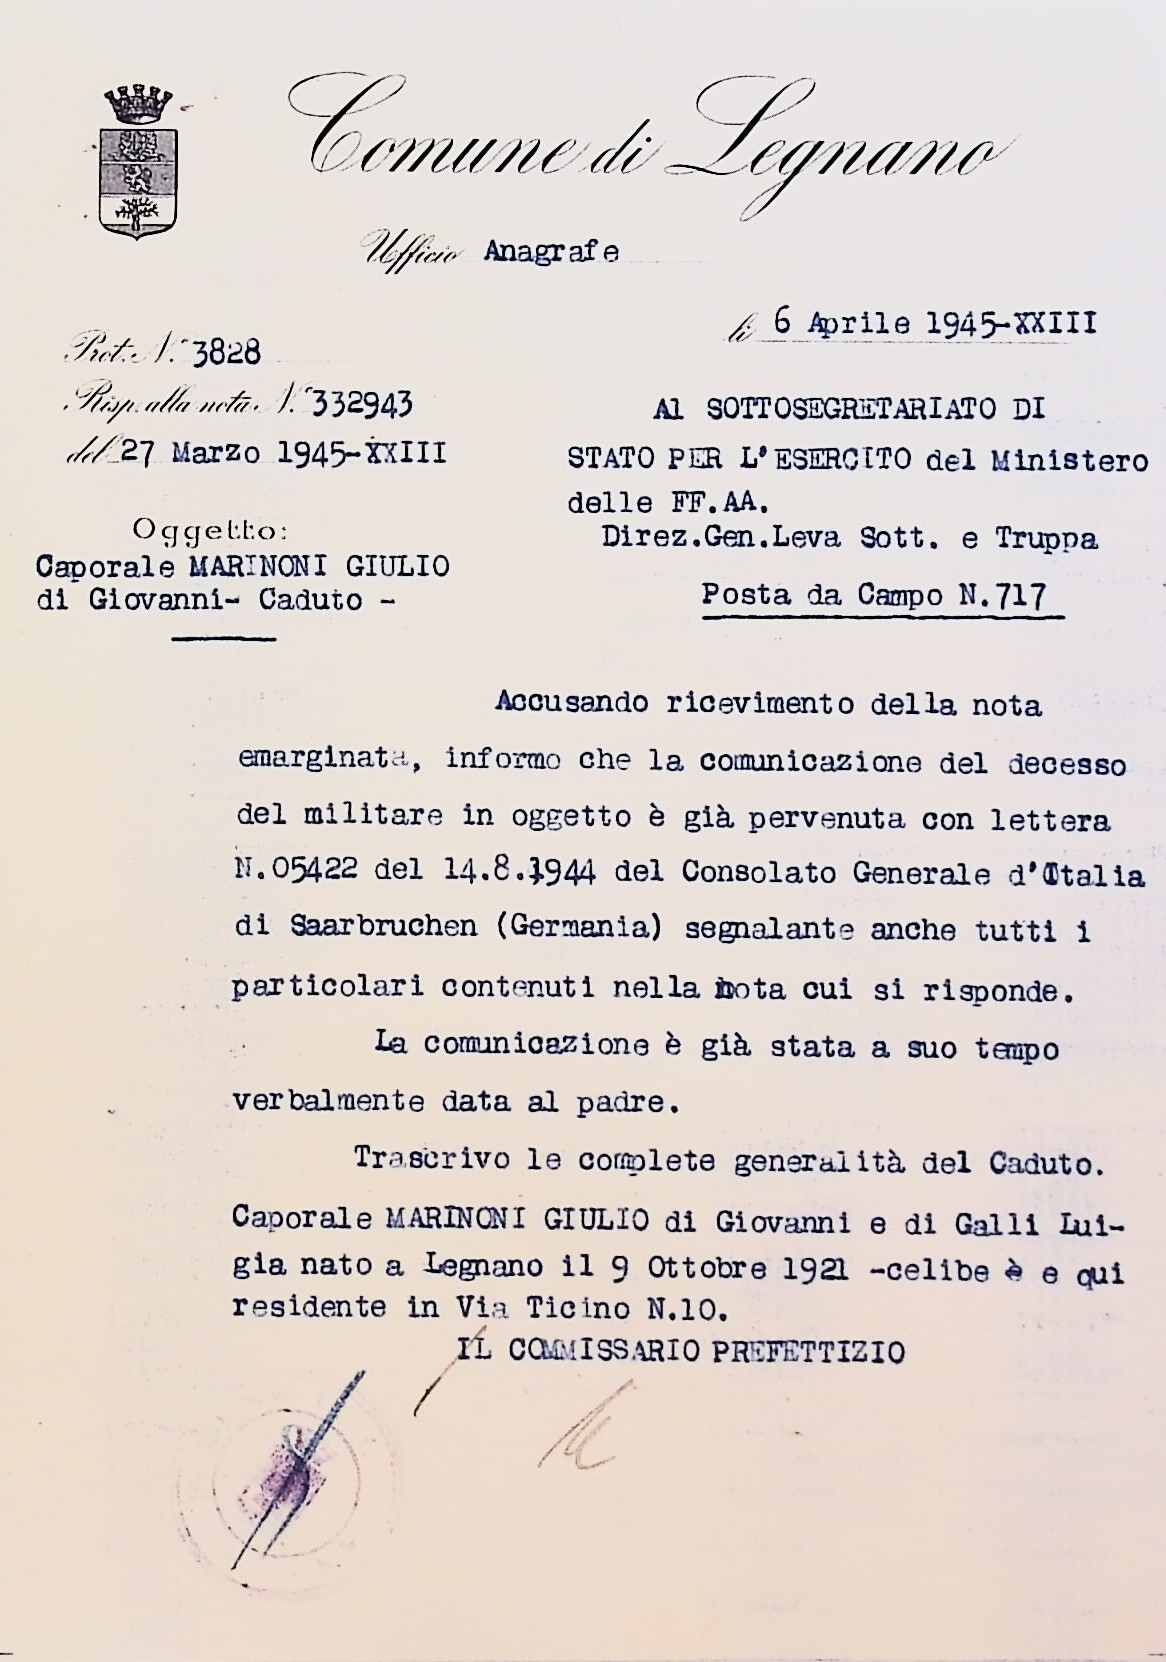 Comune di Legnano
Ufficio Anagrafe
li 6 Aprile 1945-XXIII
Prot. N.° 3828
Risp. alla nota N.° 332943
del 27 Marzo 1945-XXIII
Al SOTTOSEGRETARIATO DI
STATO PER L'ESERCITO del Ministero
delle FF.AA.
Direz.Gen.Leva Sott. e Truppa
Posta da Campo N.717
Oggetto:
Caporale MARINONI GIULIO
di Giovanni- Caduto -
Accusando ricevimento della nota
emarginata, informo che la comunicazione del decesso
del militare in oggetto è già pervenuta con lettera
N.05422 del 14.8.1944 del Consolato Generale d'Italia
di Saarbruchen (Germania) segnalante anche tutti i
particolari contenuti nella nota cui si risponde.
La comunicazione è già stata a suo tempo
verbalmente data al padre.
Trascrivo le complete generalità del Caduto.
Caporale MARINONI GIULIO di Giovanni e di Galli Lui-
gia nato a Legnano il 9 Ottobre 1921 -celibe è e qui
residente in Via Ticino N.10.
IL COMMISSARIO PREFETTIZIO